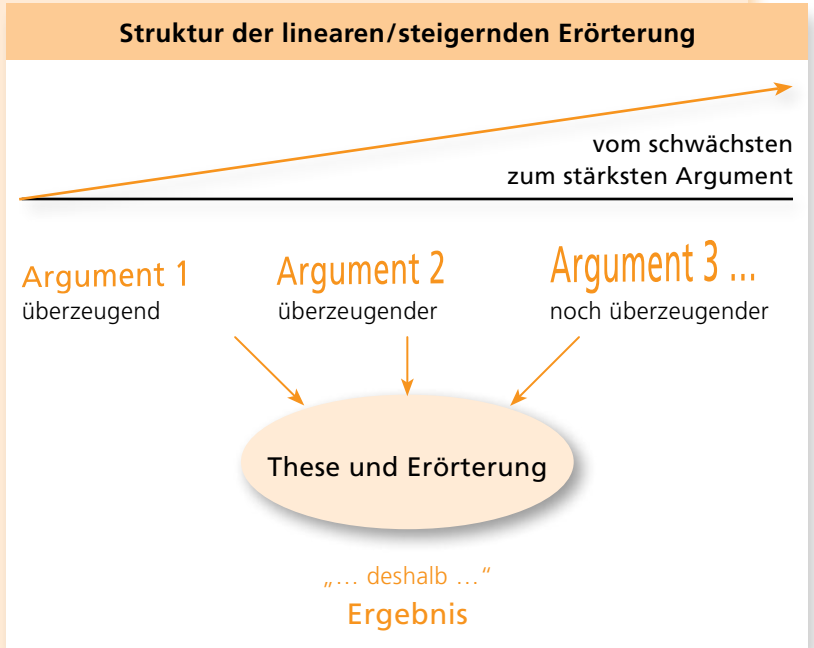 Struktur der linearen/steigernden Erörterung
vom schwächsten
zum stärksten Argument
Argument 1
überzeugend
Argument 2
überzeugender
Argument 3 ...
noch überzeugender
These und Erörterung
„... deshalb ...“
Ergebnis